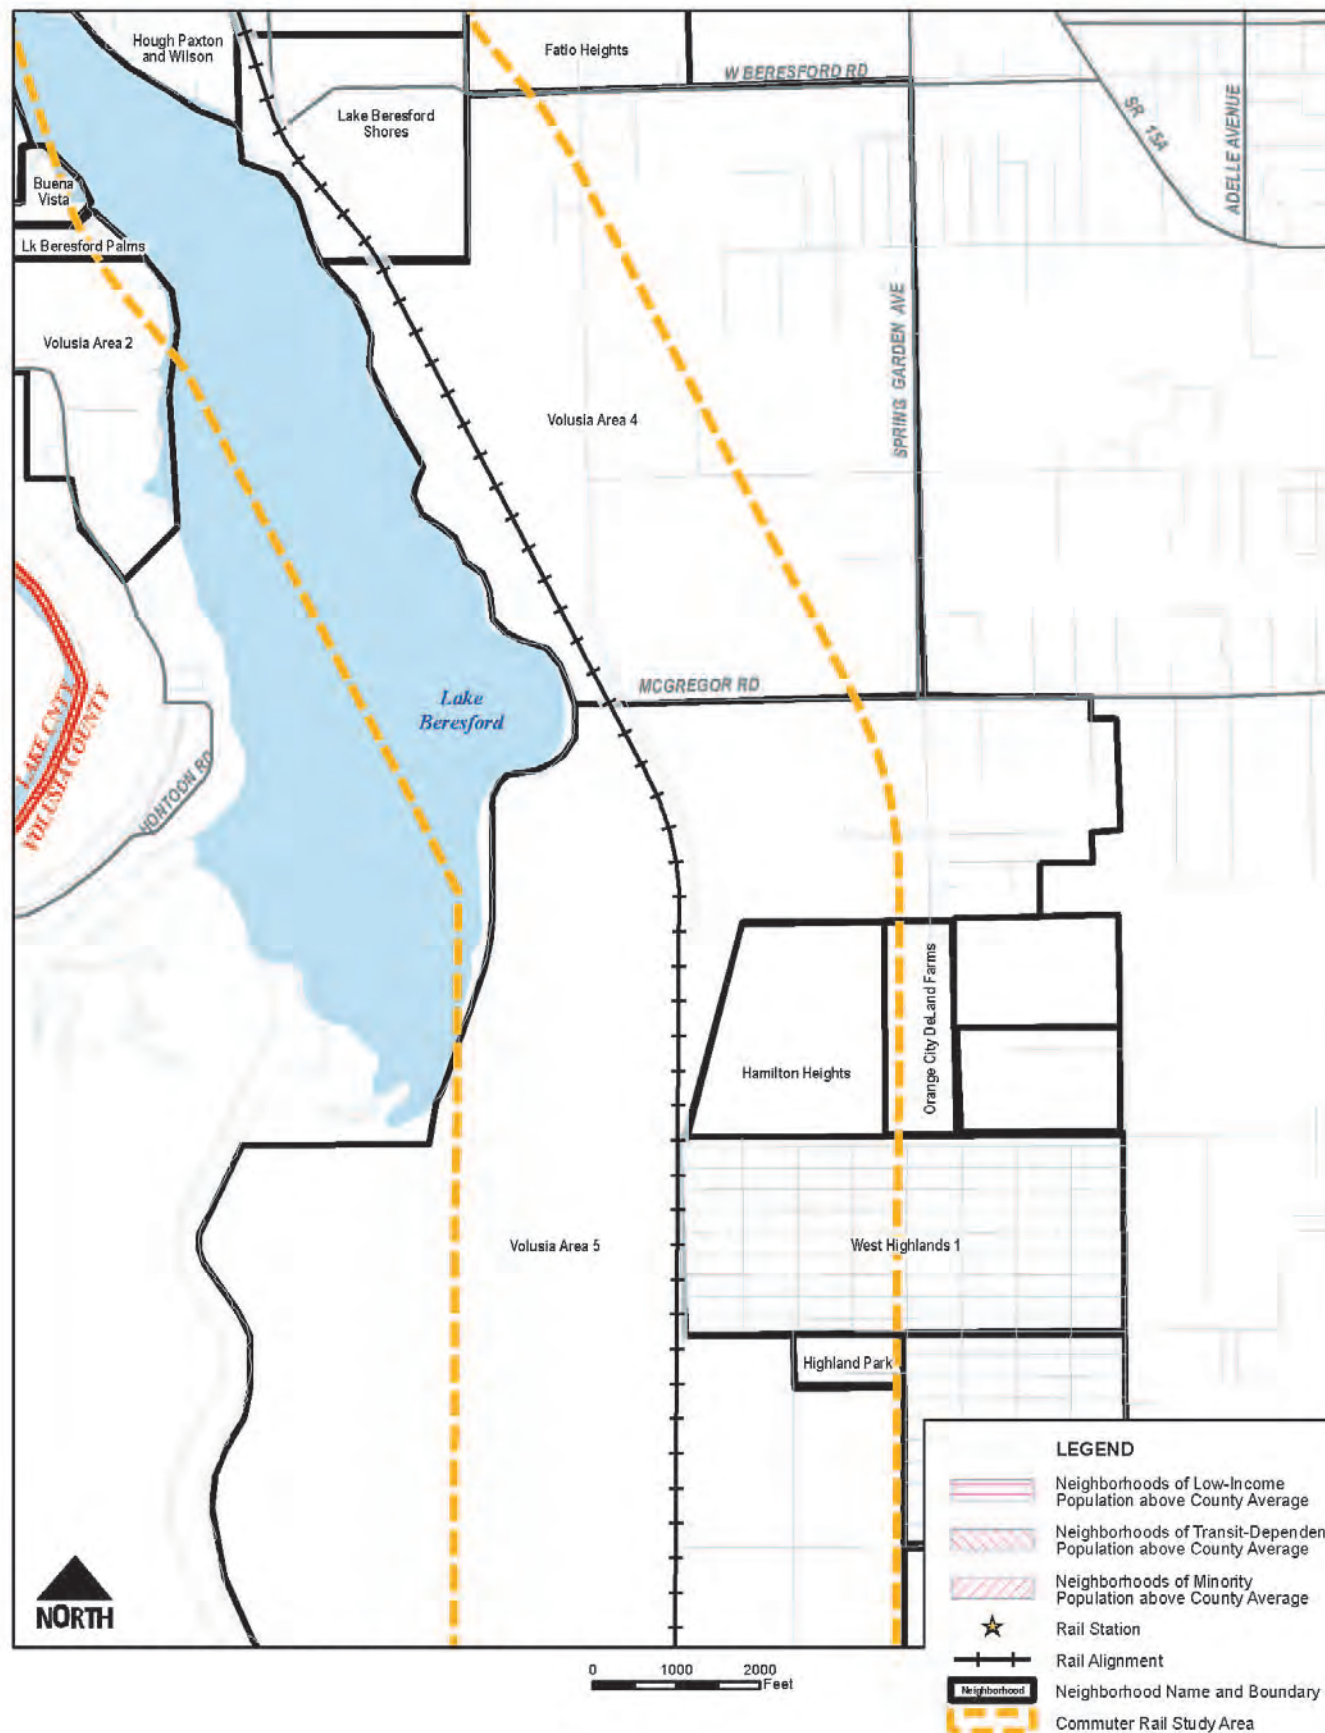 Hough Paxton
and Wilson
Fatio Heights
W BERESFORD RD
SR 15A
ADELLE AVENUE
Lake Beresford
Shores
Buena
Vista
Lk Beresford Palms
Volusia Area 2
Volusia Area 4
SPRING GARDEN AVE
MCGREGOR RD
Lake
Beresford
LAKE CNTY
VOLUSIA COUNTY
HONTOON RD
Orange City DeLand Farms
Hamilton Heights
Volusia Area 5
West Highlands 1
Highland Park
LEGEND
Neighborhoods of Low-Income
Population above County Average
Neighborhoods of Transit-Dependen
Population above County Average
Neighborhoods of Minority
Population above County Average
Rail Station
Rail Alignment
Neighborhood
Neighborhood Name and Boundary
Commuter Rail Study Area
NORTH
0 1000 2000
Feet